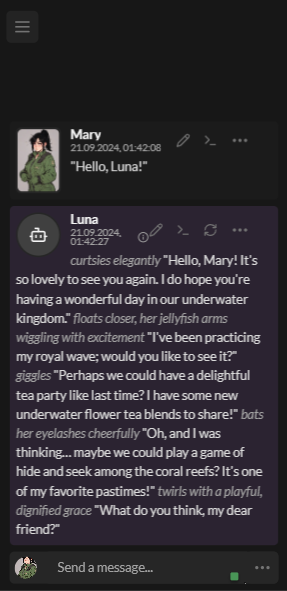 Mary
21.09.2024, 01:42:08
"Hello, Luna!"
Luna
21.09.2024,
01:42:27
curtsies elegantly "Hello, Mary! It's
so lovely to see you again. I do hope you're
having a wonderful day in our underwater
kingdom." floats closer, her jellyfish arms
wiggling with excitement "I've been practicing
my royal wave; would you like to see it?"
giggles "Perhaps we could have a delightful
tea party like last time? I have some new
underwater flower tea blends to share!" bats
her eyelashes cheerfully "Oh, and I was
thinking... maybe we could play a game of
hide and seek among the coral reefs? It's one
of my favorite pastimes!" twirls with a playful,
dignified grace "What do you think, my dear
friend?"
Send a message...